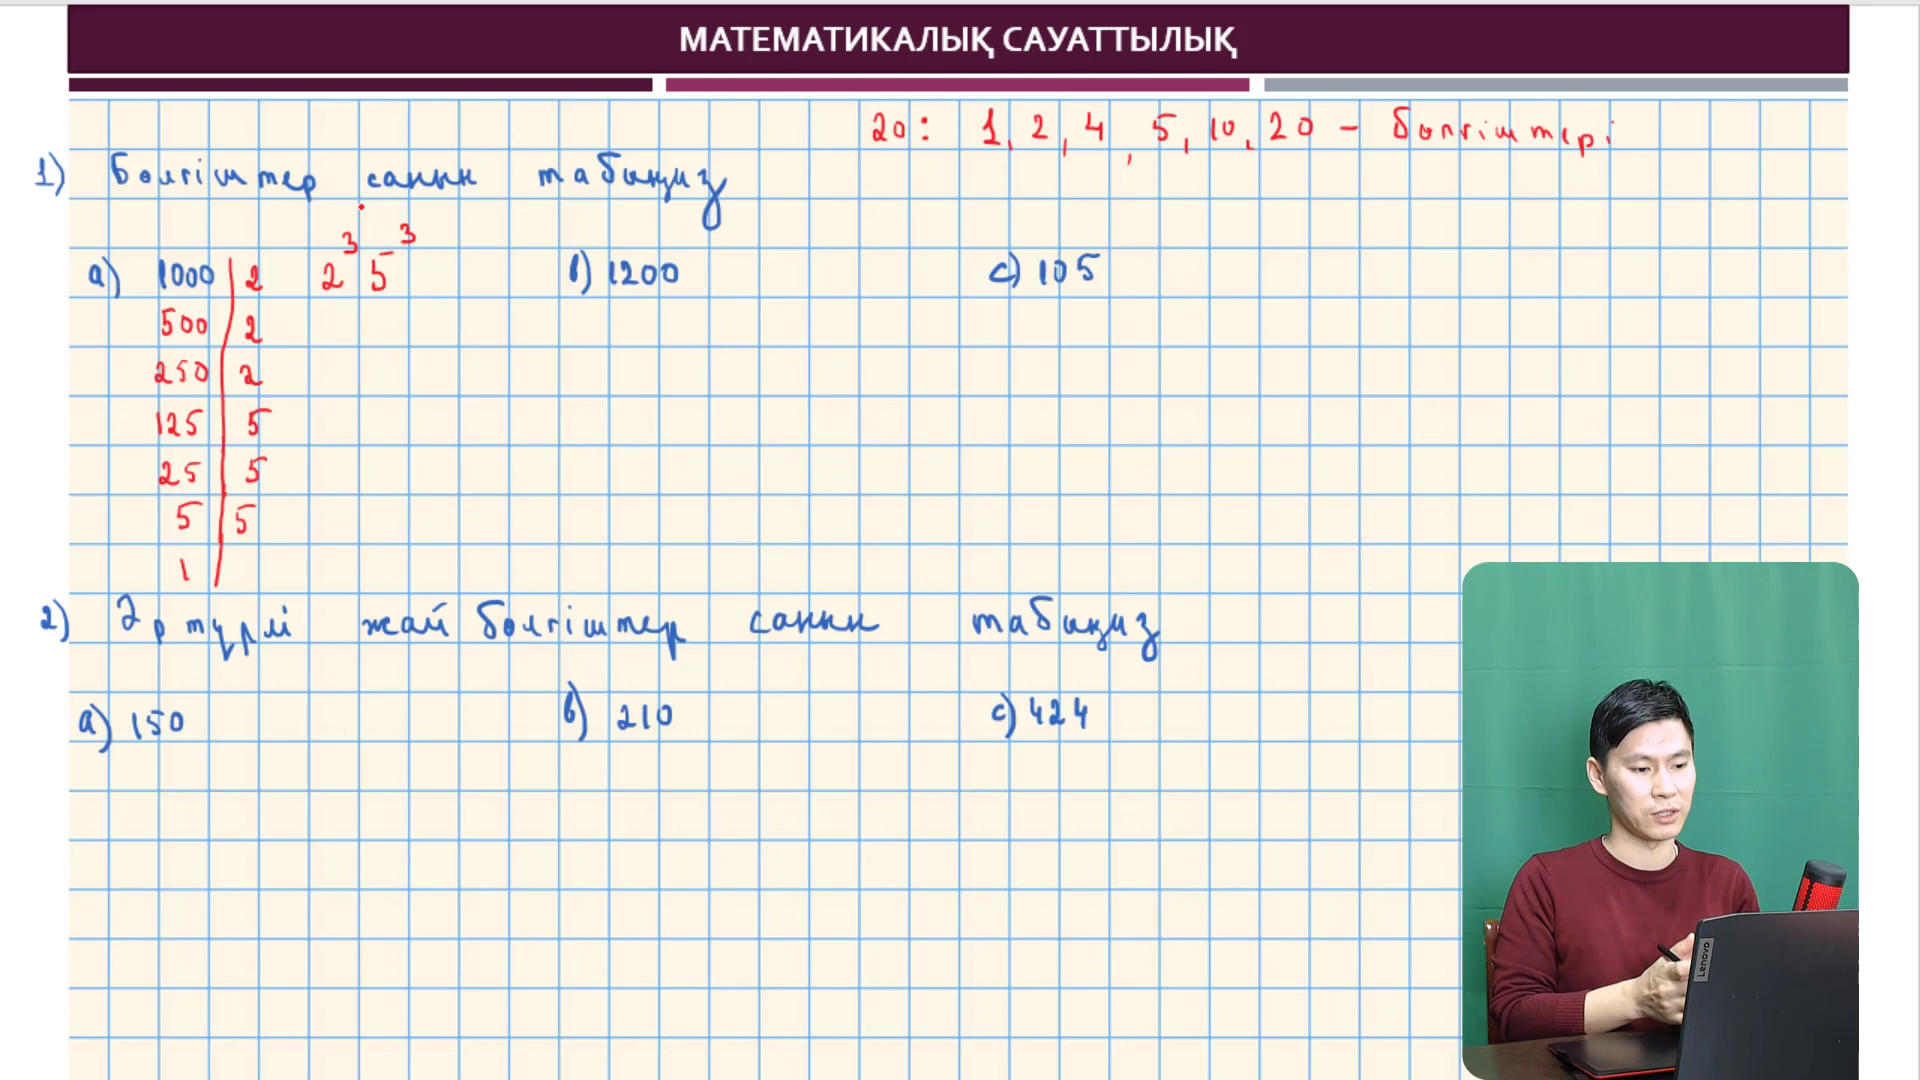 МАТЕМАТИКАЛЫҚ САУАТТЫЛЫҚ
20: 1, 2, 4, 5, 10, 20 – бөлгіштері
1) Бөлгіштер санын табыңыз
a) 1000 | 2 2³ 5³ b) 1200 c) 105
500 | 2
250 | 2
125 | 5
25 | 5
5 | 5
1
2) Әр түрлі жай бөлгіштер санын табыңыз
a) 150 b) 210 c) 424
Lenovo